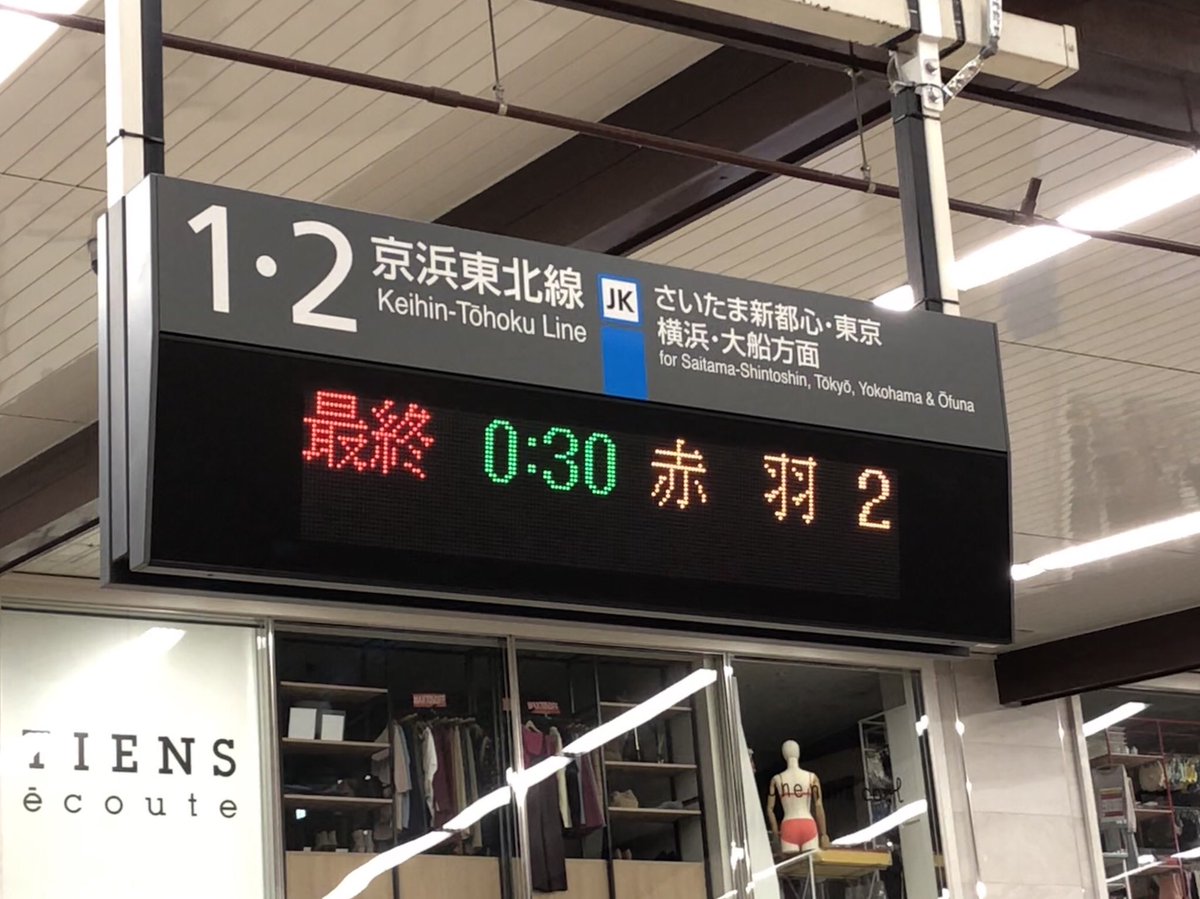 1・2 京浜東北線
Keihin-Tōhoku Line
JK
さいたま新都心・東京
横浜・大船方面
for Saitama-Shintoshin, Tōkyō, Yokohama & Ōfuna
最終 0:30 赤 羽 2
TIENS
ēcoute